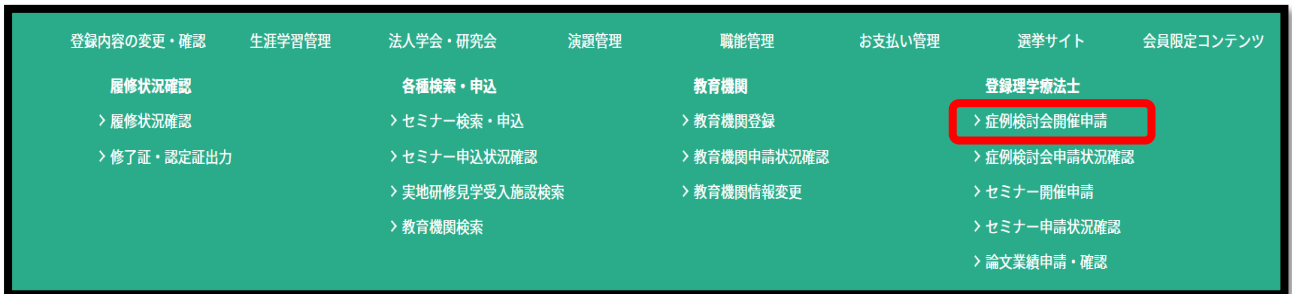 登録内容の変更・確認 生涯学習管理 法人学会・研究会 演題管理 職能管理 お支払い管理 選挙サイト 会員限定コンテンツ
履修状況確認
> 履修状況確認
> 修了証・認定証出力
各種検索・申込
> セミナー検索・申込
> セミナー申込状況確認
> 実地研修見学受入施設検索
> 教育機関検索
教育機関
> 教育機関登録
> 教育機関申請状況確認
> 教育機関情報変更
登録理学療法士
> 症例検討会開催申請
> 症例検討会申請状況確認
> セミナー開催申請
> セミナー申請状況確認
> 論文業績申請・確認